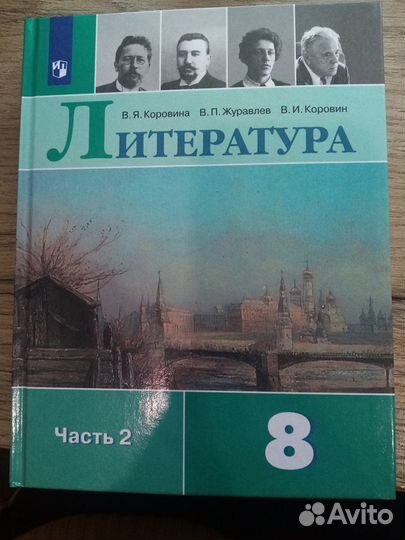 В. Я. Коровина   В. П. Журавлев   В. И. Коровин
ЛИТЕРАТУРА
Часть 2
8
Avito